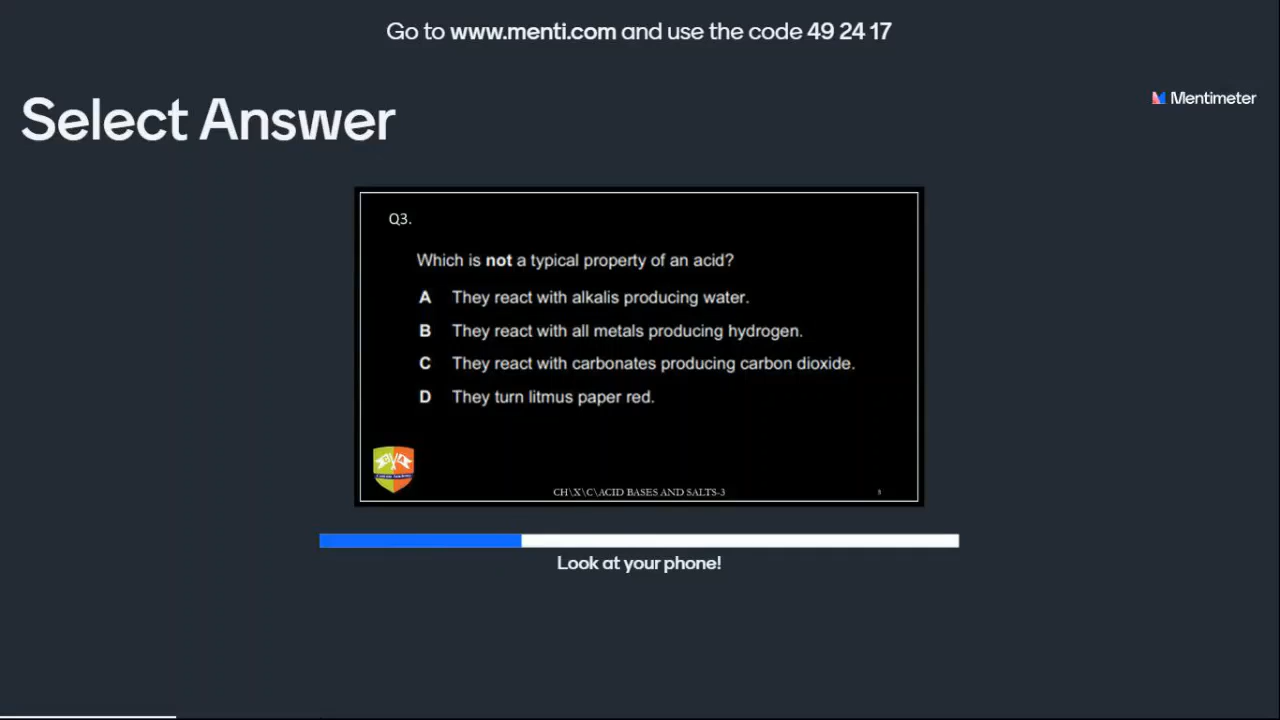 Go to www.menti.com and use the code 49 24 17
Mentimeter
Select Answer
Q3.
Which is not a typical property of an acid?
A They react with alkalis producing water.
B They react with all metals producing hydrogen.
C They react with carbonates producing carbon dioxide.
D They turn litmus paper red.
CH\X\C\ACID BASES AND SALTS-3
Look at your phone!